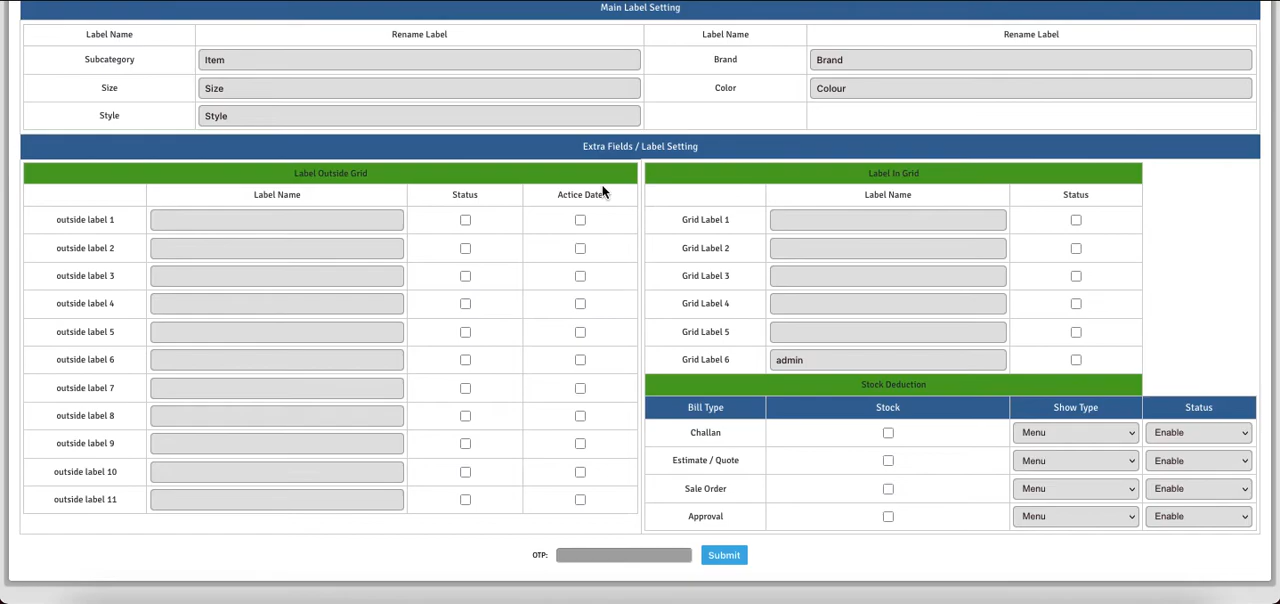 Main Label Setting
Label Name Rename Label Label Name Rename Label
Subcategory Item Brand Brand
Size Size Color Colour
Style Style
Extra Fields / Label Setting
Label Outside Grid Label In Grid
Label Name Status Actice Date Label Name Status
outside label 1 Grid Label 1
outside label 2 Grid Label 2
outside label 3 Grid Label 3
outside label 4 Grid Label 4
outside label 5 Grid Label 5
outside label 6 Grid Label 6 admin
outside label 7 Stock Deduction
outside label 8 Bill Type Stock Show Type Status
outside label 9 Challan Menu Enable
outside label 10 Estimate / Quote Menu Enable
outside label 11 Sale Order Menu Enable
Approval Menu Enable
OTP: Submit